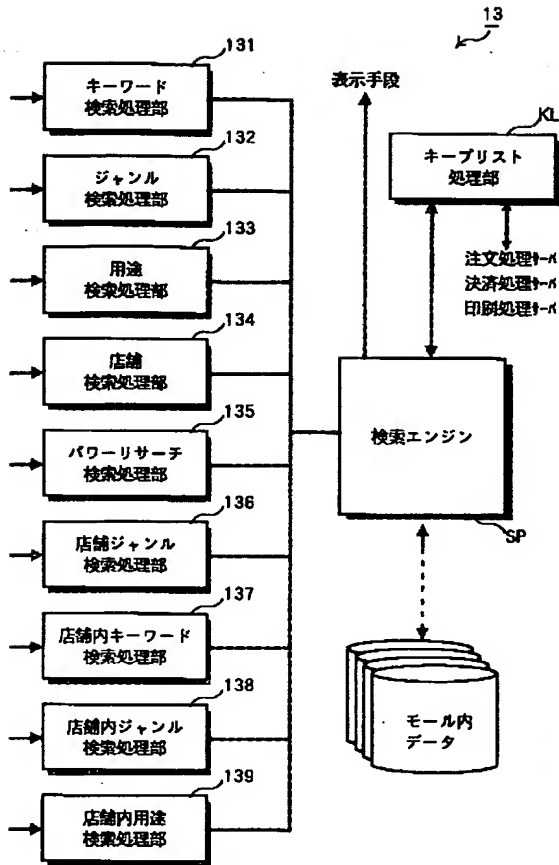 13
131
キーワード
検索処理部
132
ジャンル
検索処理部
133
用途
検索処理部
134
店舗
検索処理部
135
パワーリサーチ
検索処理部
136
店舗ジャンル
検索処理部
137
店舗内キーワード
検索処理部
138
店舗内ジャンル
検索処理部
139
店舗内用途
検索処理部
表示手段
KL
キープリスト
処理部
注文処理サーバ
決済処理サーバ
印刷処理サーバ
検索エンジン
SP
モール内
データ